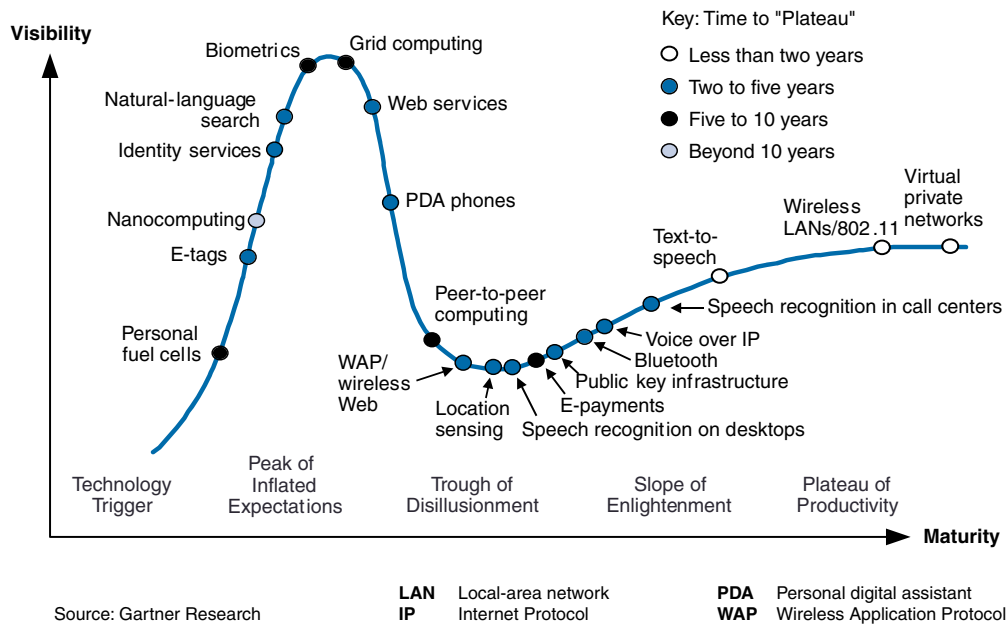 Visibility
Key: Time to "Plateau"
Less than two years
Two to five years
Five to 10 years
Beyond 10 years
Biometrics
Grid computing
Natural-language
search
Web services
Identity services
PDA phones
Nanocomputing
E-tags
Personal
fuel cells
Peer-to-peer
computing
WAP/
wireless
Web
Location
sensing
Speech recognition on desktops
E-payments
Public key infrastructure
Bluetooth
Voice over IP
Speech recognition in call centers
Text-to-
speech
Wireless
LANs/802.11
Virtual
private
networks
Technology
Trigger
Peak of
Inflated
Expectations
Trough of
Disillusionment
Slope of
Enlightenment
Plateau of
Productivity
Maturity
Source: Gartner Research
LAN Local-area network
IP Internet Protocol
PDA Personal digital assistant
WAP Wireless Application Protocol